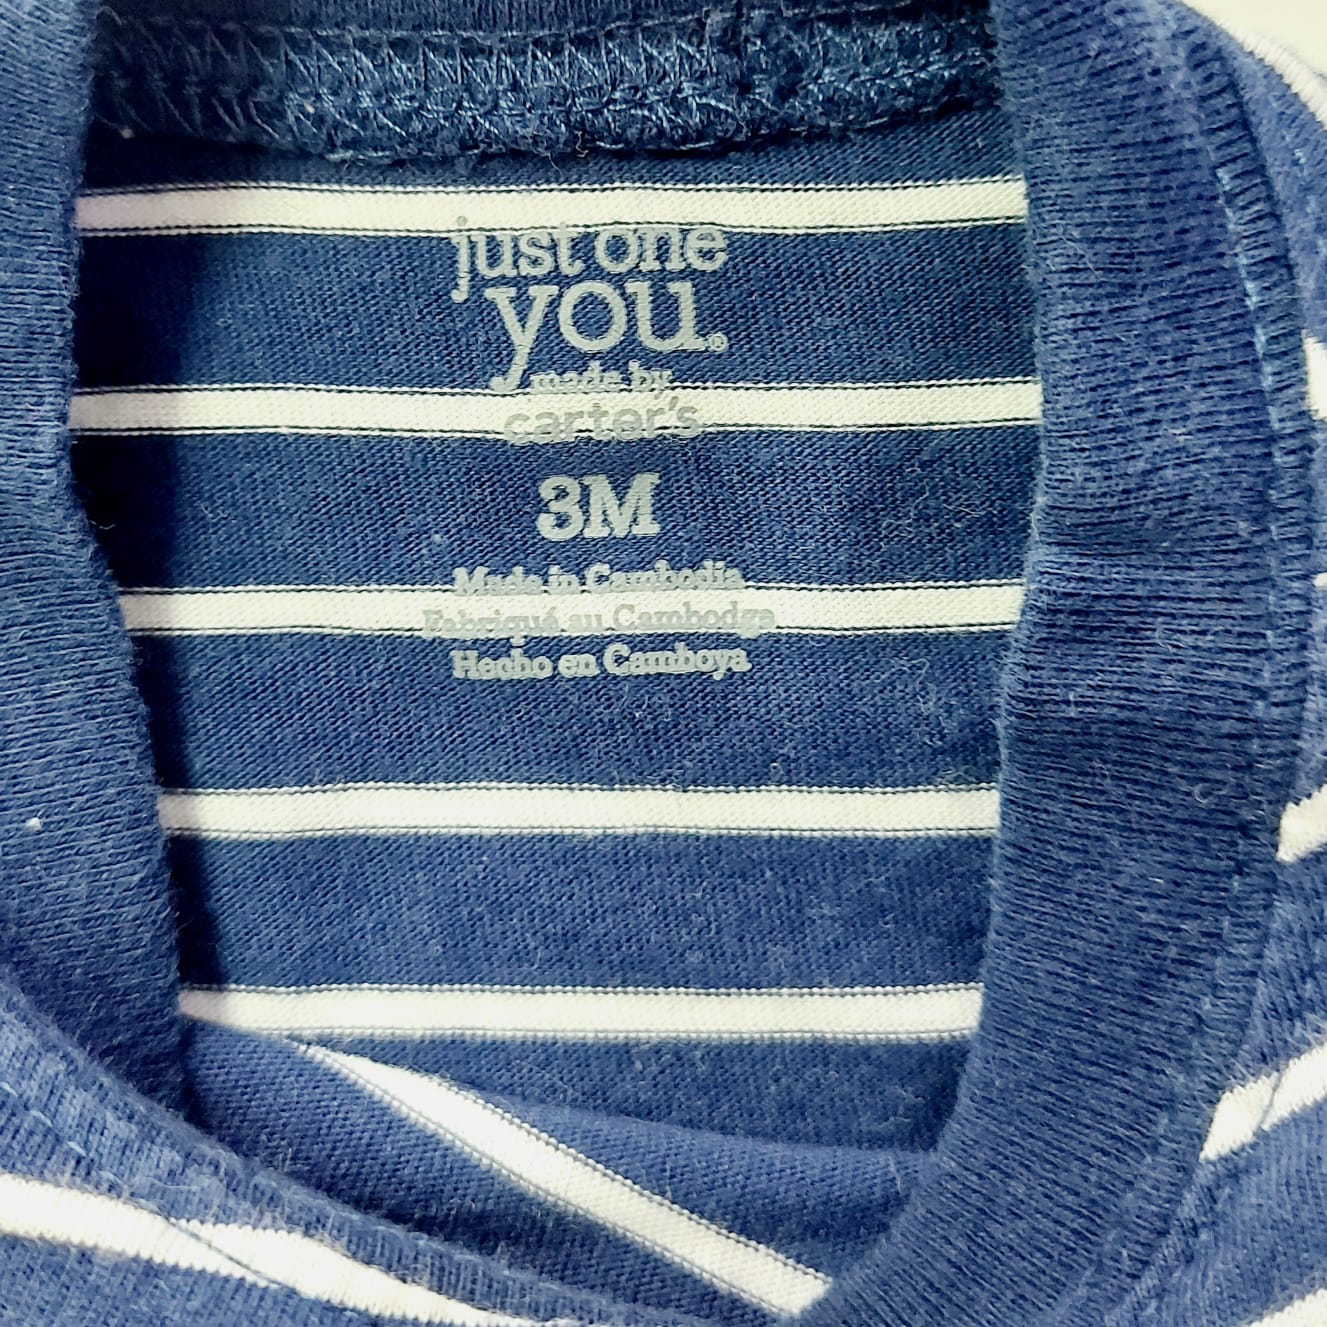 just one
you.®
made by
carter's
3M
Made in Cambodia
Fabriqué au Cambodge
Hecho en Camboya